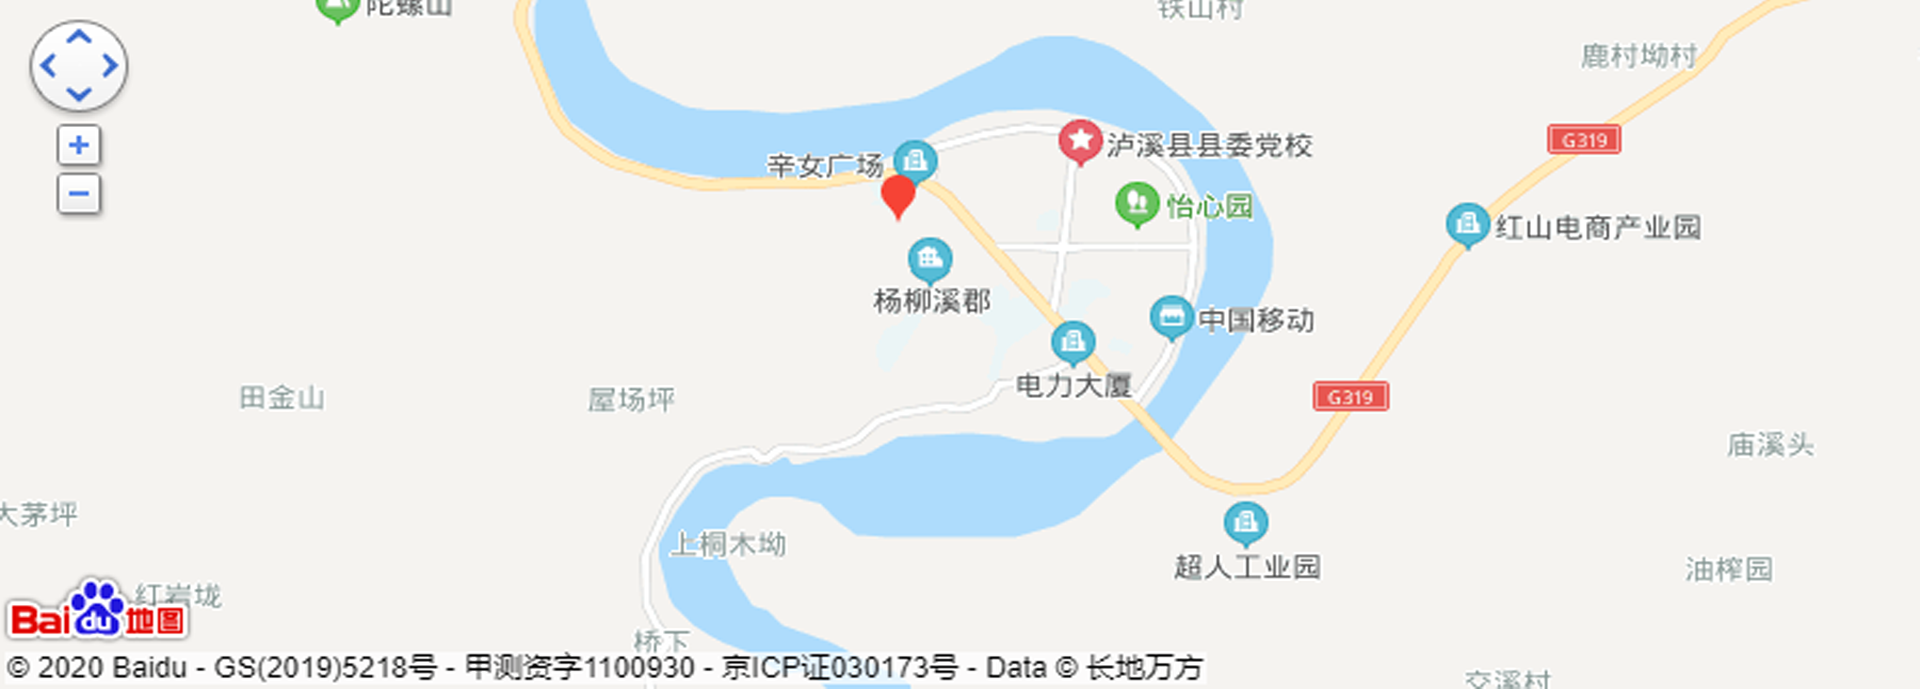 陀螺山
铁山村
鹿村坳村
G319
泸溪县县委党校
辛女广场
怡心园
红山电商产业园
杨柳溪郡
中国移动
电力大厦
G319
田金山
屋场坪
庙溪头
大茅坪
上桐木坳
超人工业园
油榨园
红岩垅
Bai du 地图
桥下
© 2020 Baidu - GS(2019)5218号 - 甲测资字1100930 - 京ICP证030173号 - Data © 长地万方
交溪村